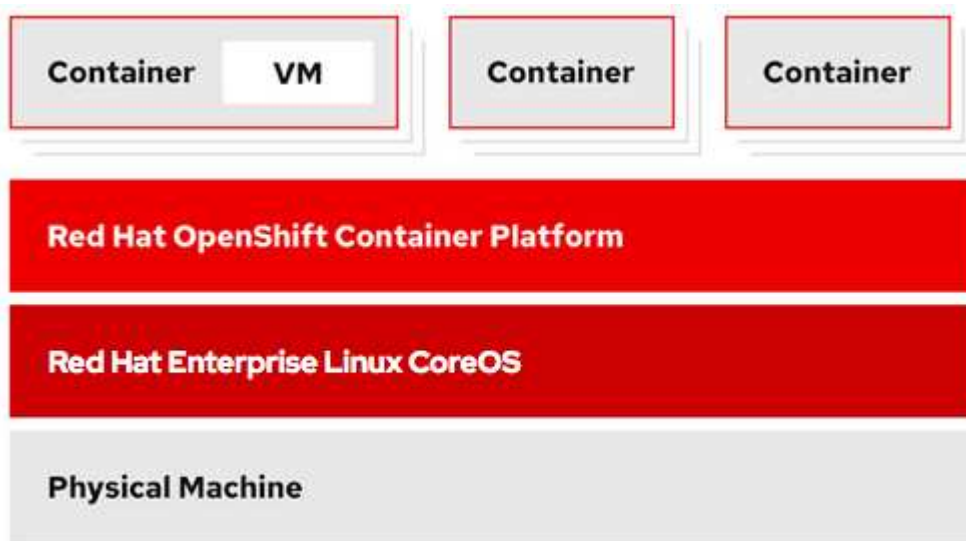 Container VM Container Container
Red Hat OpenShift Container Platform
Red Hat Enterprise Linux CoreOS
Physical Machine